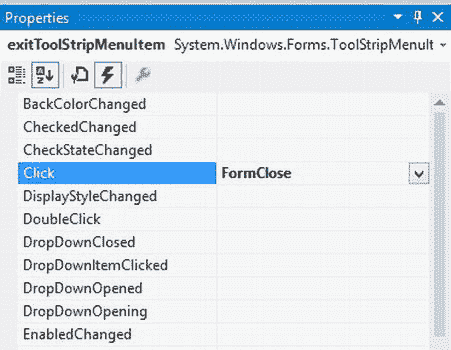 Properties
exitToolStripMenuItem System.Windows.Forms.ToolStripMenuIt
BackColorChanged
CheckedChanged
CheckStateChanged
Click FormClose
DisplayStyleChanged
DoubleClick
DropDownClosed
DropDownItemClicked
DropDownOpened
DropDownOpening
EnabledChanged